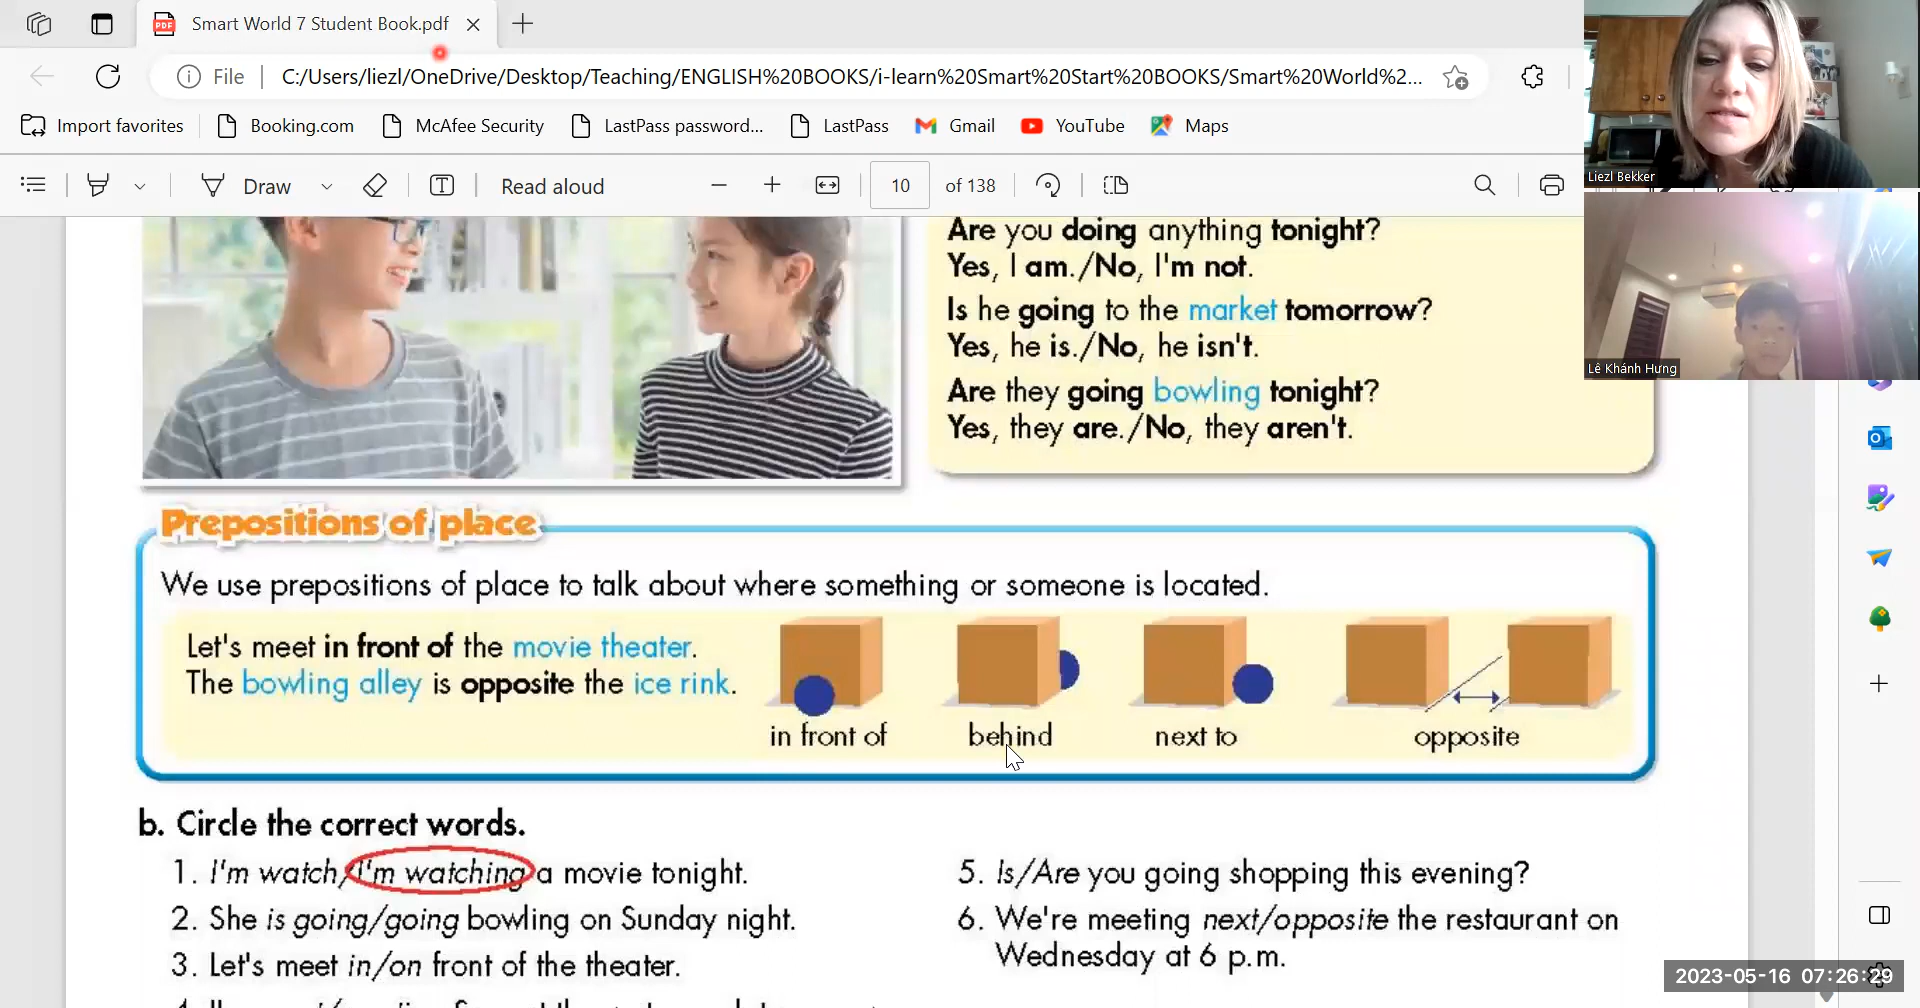 Smart World 7 Student Book.pdf
File
C:/Users/liezl/OneDrive/Desktop/Teaching/ENGLISH%20BOOKS/i-learn%20Smart%20Start%20BOOKS/Smart%20World%2...
Import favorites
Booking.com
McAfee Security
LastPass password...
LastPass
Gmail
YouTube
Maps
Draw
Read aloud
10
of 138
Liezl Bekker
Lê Khánh Hưng
Are you doing anything tonight?
Yes, I am./No, I'm not.
Is he going to the market tomorrow?
Yes, he is./No, he isn't.
Are they going bowling tonight?
Yes, they are./No, they aren't.
Prepositions of place
We use prepositions of place to talk about where something or someone is located.
Let's meet in front of the movie theater.
The bowling alley is opposite the ice rink.
in front of
behind
next to
opposite
b. Circle the correct words.
1. I'm watch/I'm watching a movie tonight.
2. She is going/going bowling on Sunday night.
3. Let's meet in/on front of the theater.
5. Is/Are you going shopping this evening?
6. We're meeting next/opposite the restaurant on
Wednesday at 6 p.m.
2023-05-16 07:26:29